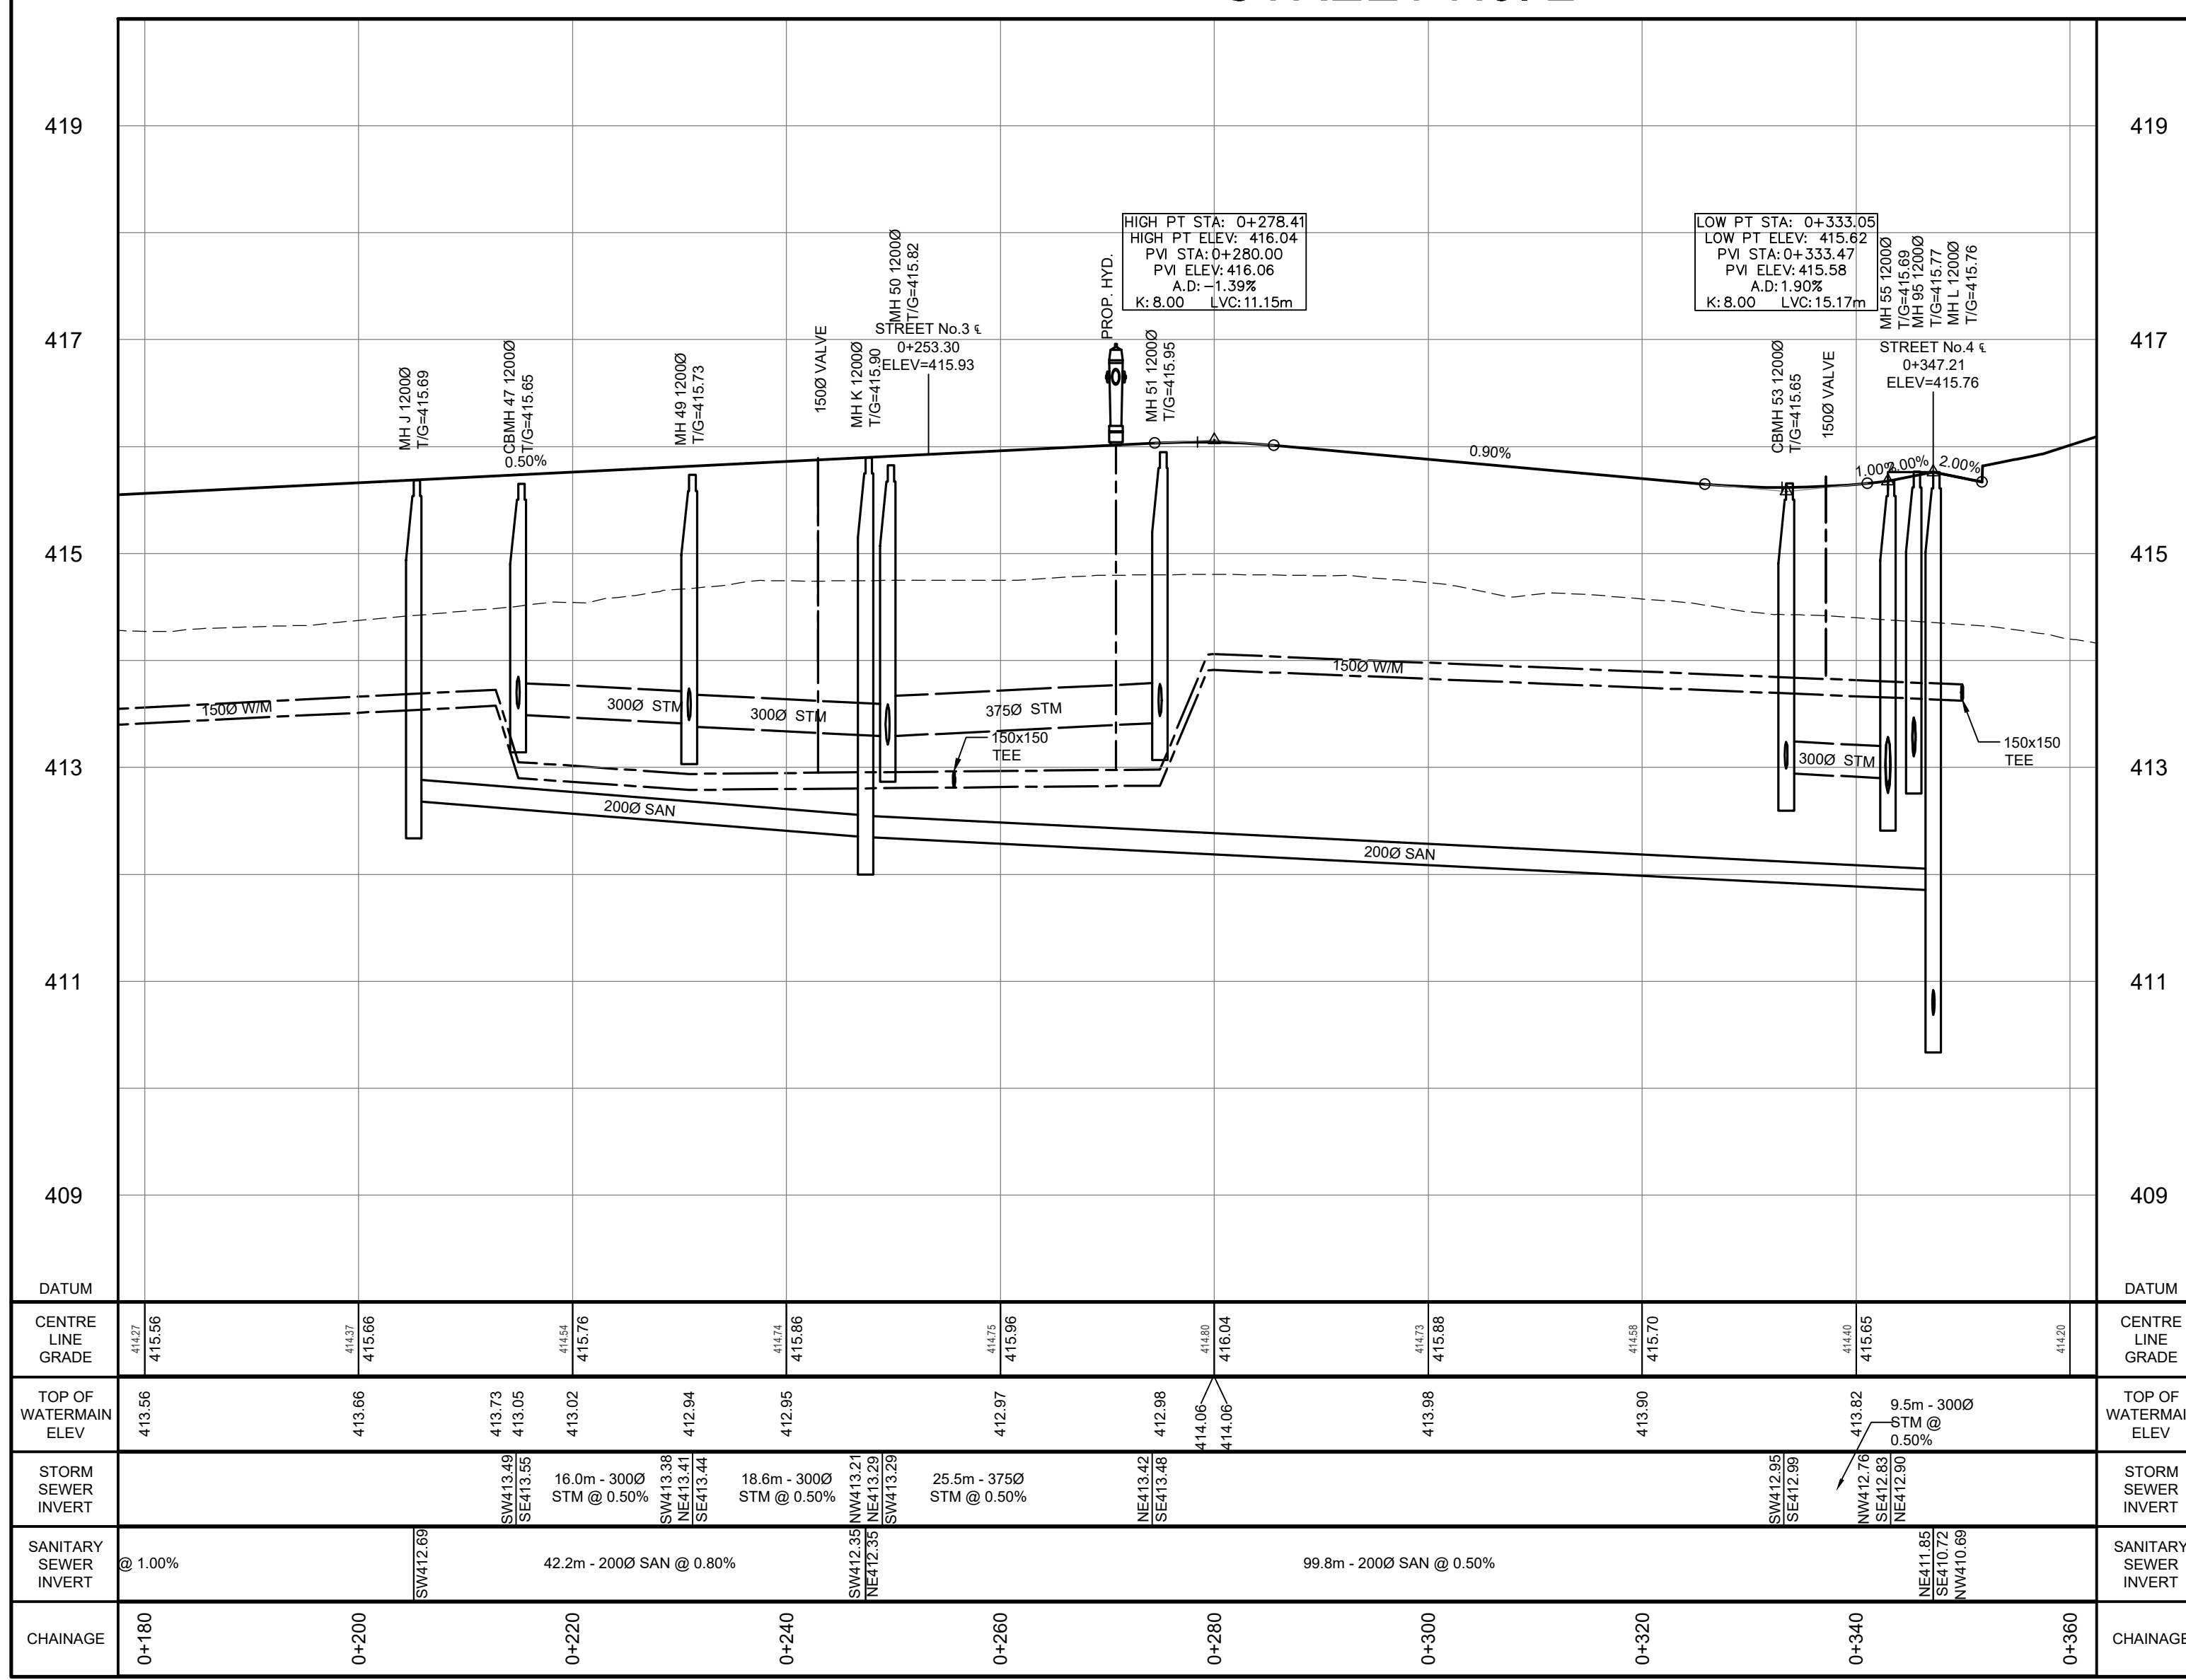 419
419
417
417
415
415
413
413
411
411
409
409
DATUM
DATUM
HIGH PT STA: 0+278.41
HIGH PT ELEV: 416.04
PVI STA: 0+280.00
PVI ELEV: 416.06
A.D: -1.39%
K: 8.00 LVC: 11.15m
LOW PT STA: 0+333.05
LOW PT ELEV: 415.62
PVI STA: 0+333.47
PVI ELEV: 415.58
A.D: 1.90%
K: 8.00 LVC: 15.17m
MH J 1200Ø
T/G=415.69
CBMH 47 1200Ø
T/G=415.65
0.50%
MH 49 1200Ø
T/G=415.73
150Ø VALVE
MH K 1200Ø
T/G=415.90
MH 50 1200Ø
T/G=415.82
STREET No.3 ℄
0+253.30
ELEV=415.93
PROP. HYD.
MH 51 1200Ø
T/G=415.95
0.90%
CBMH 53 1200Ø
T/G=415.65
150Ø VALVE
MH 55 1200Ø
T/G=415.69
MH 95 1200Ø
T/G=415.77
MH L 1200Ø
T/G=415.76
STREET No.4 ℄
0+347.21
ELEV=415.76
1.00%
2.00%
150Ø W/M
300Ø STM
300Ø STM
375Ø STM
150x150
TEE
150Ø W/M
300Ø STM
150x150
TEE
200Ø SAN
200Ø SAN
CENTRE
LINE
GRADE
414.27
415.56
414.37
415.66
414.54
415.76
414.74
415.86
414.75
415.96
414.80
416.04
414.73
415.88
414.58
415.70
414.40
415.65
414.20
CENTRE
LINE
GRADE
TOP OF
WATERMAIN
ELEV
413.56
413.66
413.73
413.05
413.02
412.94
412.95
412.97
412.98
414.06
414.06
413.98
413.90
413.82
9.5m - 300Ø
STM @
0.50%
TOP OF
WATERMAI
ELEV
STORM
SEWER
INVERT
SW413.49
SE413.55
16.0m - 300Ø
STM @ 0.50%
SW413.38
NE413.41
SE413.44
18.6m - 300Ø
STM @ 0.50%
NW413.21
NE413.29
SW413.29
25.5m - 375Ø
STM @ 0.50%
NE413.42
SE413.48
SW412.95
SE412.99
NW412.76
SE412.83
NE412.90
STORM
SEWER
INVERT
SANITARY
SEWER
INVERT
@ 1.00%
SW412.69
42.2m - 200Ø SAN @ 0.80%
SW412.35
NE412.35
99.8m - 200Ø SAN @ 0.50%
NE411.85
SE410.72
NW410.69
SANITARY
SEWER
INVERT
CHAINAGE
0+180
0+200
0+220
0+240
0+260
0+280
0+300
0+320
0+340
0+360
CHAINAGE